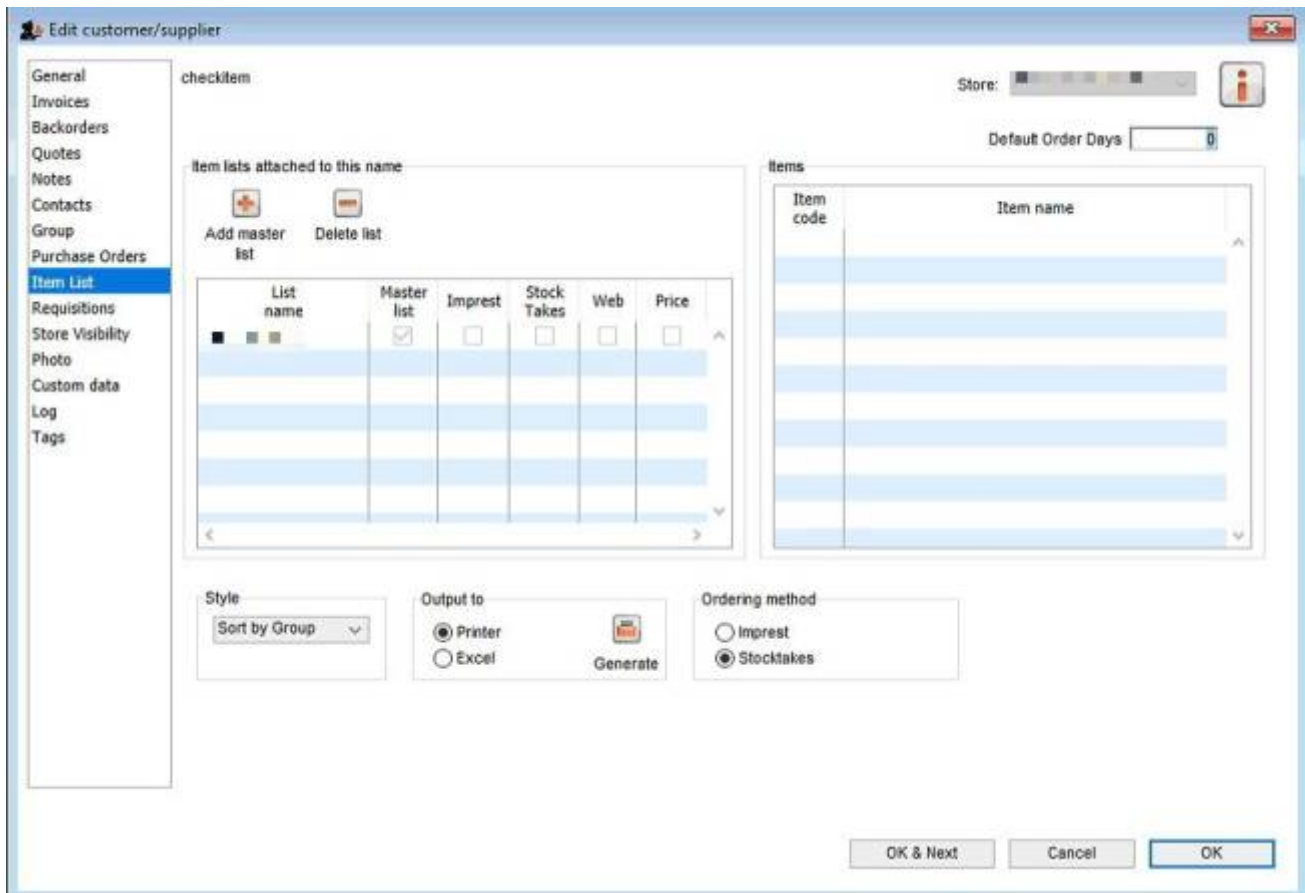 Edit customer/supplier
General
Invoices
Backorders
Quotes
Notes
Contacts
Group
Purchase Orders
Item List
Requisitions
Store Visibility
Photo
Custom data
Log
Tags
checkitem
Store:
Default Order Days 0
Item lists attached to this name
Add master
list
Delete list
List
name
Master
list
Imprest
Stock
Takes
Web
Price
Items
Item
code
Item name
Style
Sort by Group
Output to
Printer
Excel
Generate
Ordering method
Imprest
Stocktakes
OK & Next
Cancel
OK